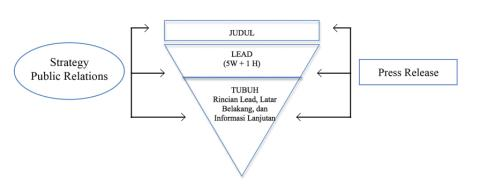 Strategy
Public Relations
JUDUL
LEAD
(5W + 1 H)
TUBUH
Rincian Lead, Latar
Belakang, dan
Informasi Lanjutan
Press Release